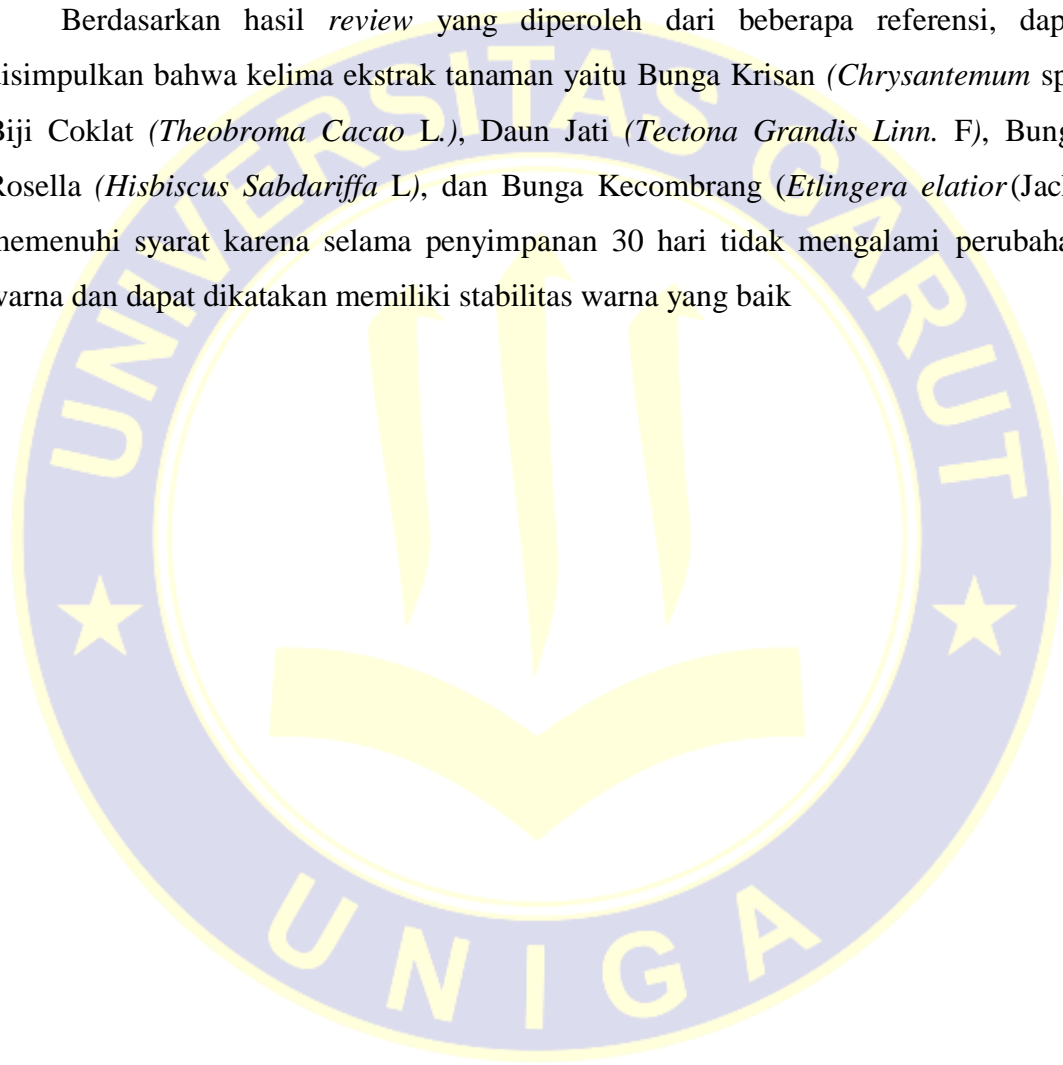 Berdasarkan hasil review yang diperoleh dari beberapa referensi, dap
disimpulkan bahwa kelima ekstrak tanaman yaitu Bunga Krisan (Chrysantemum sp
Biji Coklat (Theobroma Cacao L.), Daun Jati (Tectona Grandis Linn. F), Bung
Rosella (Hisbiscus Sabdariffa L), dan Bunga Kecombrang (Etlingera elatior (Jack
memenuhi syarat karena selama penyimpanan 30 hari tidak mengalami perubaha
warna dan dapat dikatakan memiliki stabilitas warna yang baik
UNIVERSITAS GARUT
UNIGA